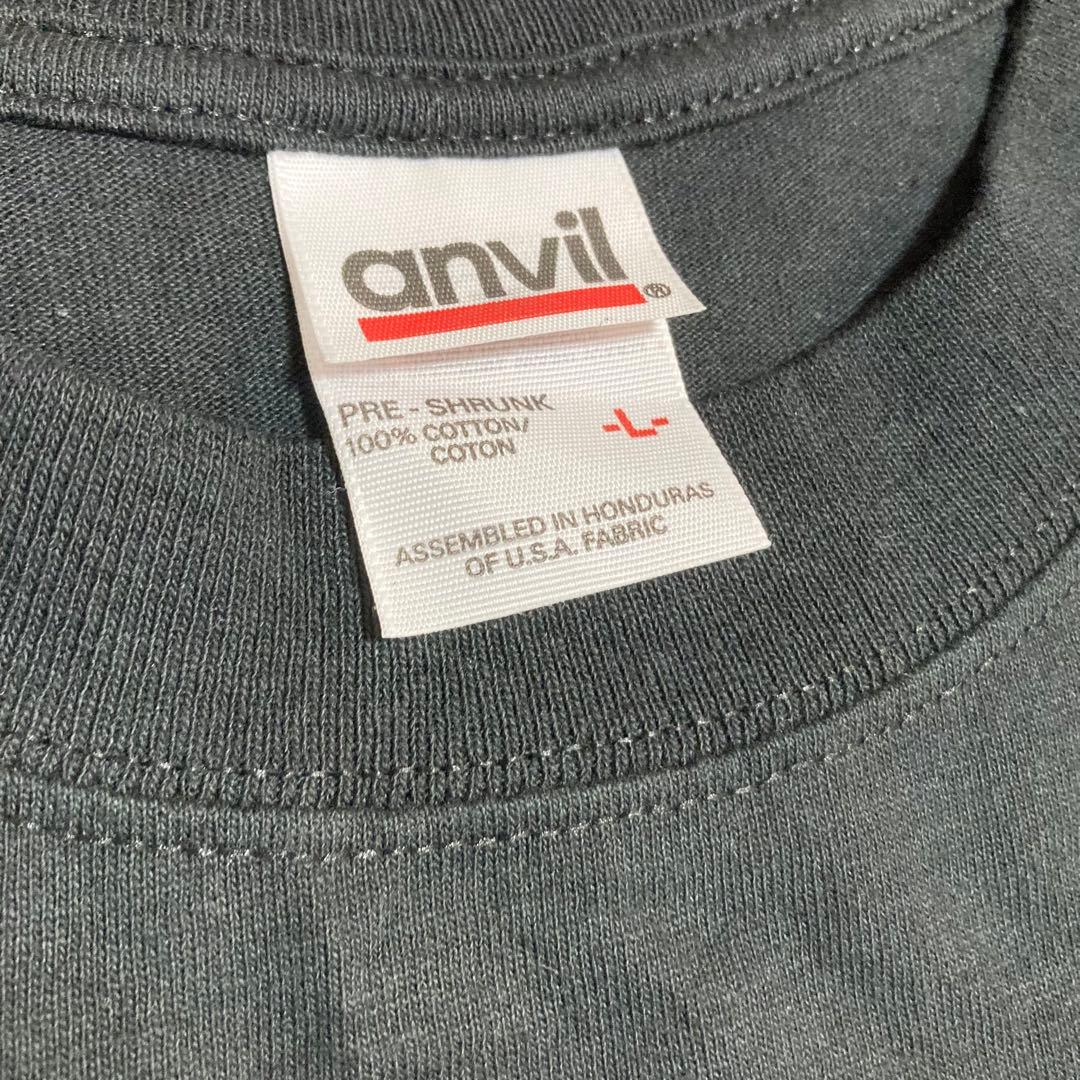 anvil®
PRE - SHRUNK
100% COTTON/
COTON
-L-
ASSEMBLED IN HONDURAS
OF U.S.A. FABRIC